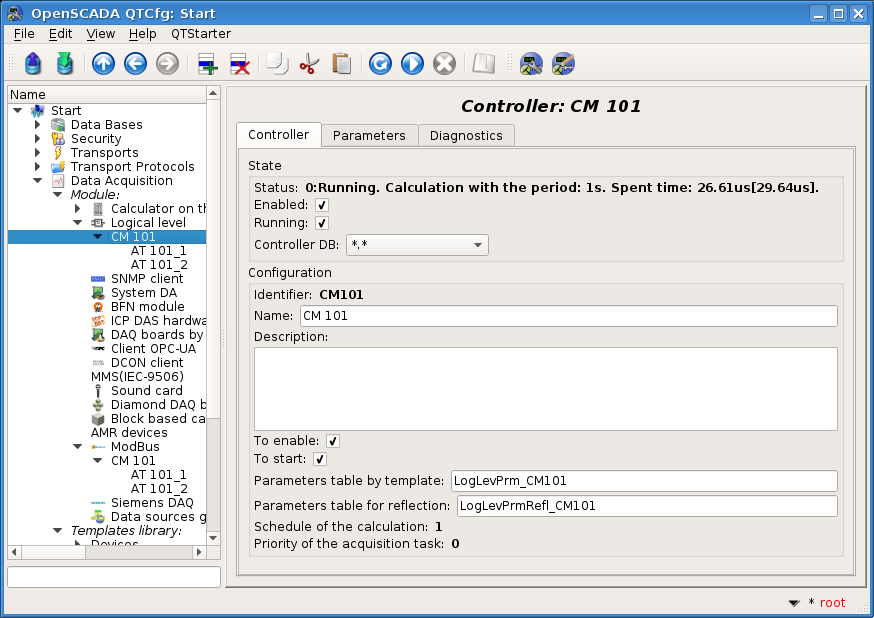 OpenSCADA QTCfg: Start
File Edit View Help QTStarter
Name
Start
Data Bases
Security
Transports
Transport Protocols
Data Acquisition
Module:
Calculator on th
Logical level
CM 101
AT 101_1
AT 101_2
SNMP client
System DA
BFN module
ICP DAS hardwa
DAQ boards by
Client OPC-UA
DCON client
MMS(IEC-9506)
Sound card
Diamond DAQ b
Block based ca
AMR devices
ModBus
CM 101
AT 101_1
AT 101_2
Siemens DAQ
Data sources g
Templates library:
Devices
Controller: CM 101
Controller Parameters Diagnostics
State
Status: 0:Running. Calculation with the period: 1s. Spent time: 26.61us[29.64us].
Enabled:
Running:
Controller DB: *.*
Configuration
Identifier: CM101
Name: CM 101
Description:
To enable:
To start:
Parameters table by template: LogLevPrm_CM101
Parameters table for reflection: LogLevPrmRefl_CM101
Schedule of the calculation: 1
Priority of the acquisition task: 0
* root